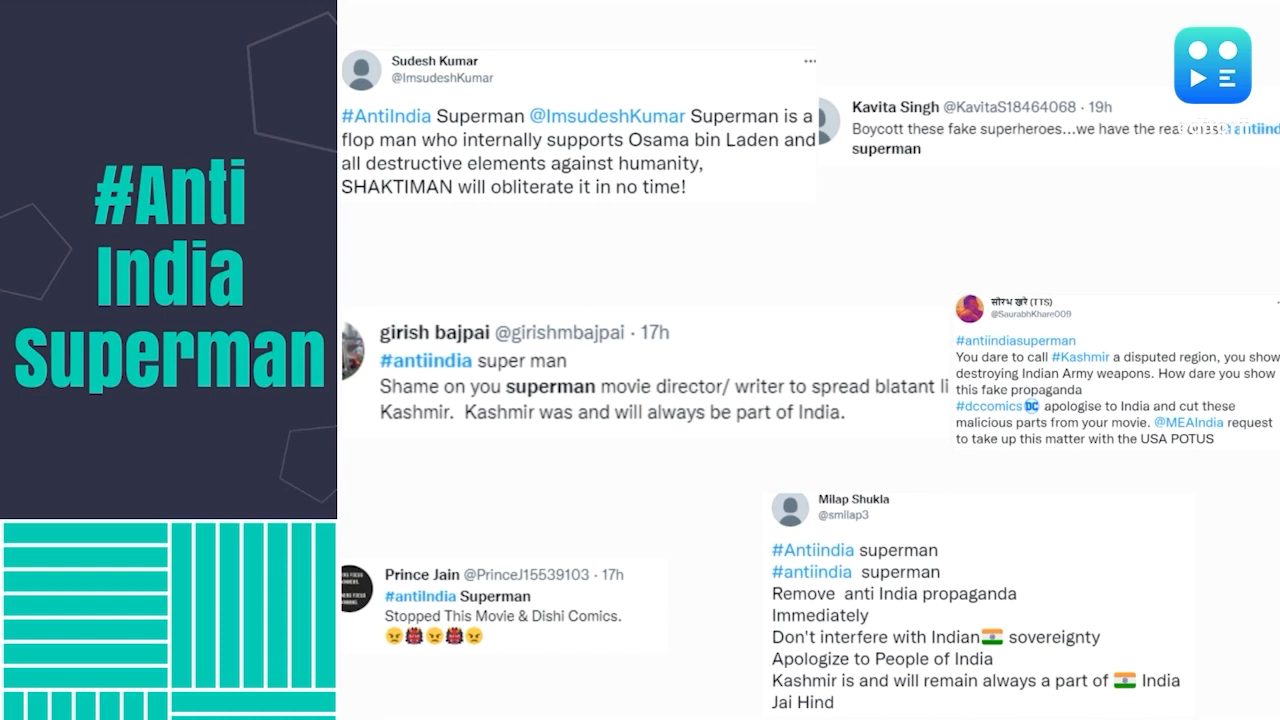 #Anti
India
Superman
Sudesh Kumar
@ImsudeshKumar
#AntiIndia Superman @ImsudeshKumar Superman is a
flop man who internally supports Osama bin Laden and
all destructive elements against humanity,
SHAKTIMAN will obliterate it in no time!
Kavita Singh @KavitaS18464068 · 19h
Boycott these fake superheroes...we have the rea
superman
girish bajpai @girishmbajpai · 17h
#antiindia super man
Shame on you superman movie director/ writer to spread blatant li
Kashmir. Kashmir was and will always be part of India.
सौरभ खरे (TTS)
@SaurabhKhare009
#antiindiasuperman
You dare to call #Kashmir a disputed region, you show
destroying Indian Army weapons. How dare you show
this fake propaganda
#dccomics DC apologise to India and cut these
malicious parts from your movie. @MEAIndia request
to take up this matter with the USA POTUS
Prince Jain @PrinceJ15539103 · 17h
#antiIndia Superman
Stopped This Movie & Dishi Comics.
😠👹😠👹😠
Milap Shukla
@smilap3
#Antiindia superman
#antiindia superman
Remove anti India propaganda
Immediately
Don't interfere with Indian🇮🇳 sovereignty
Apologize to People of India
Kashmir is and will remain always a part of 🇮🇳 India
Jai Hind